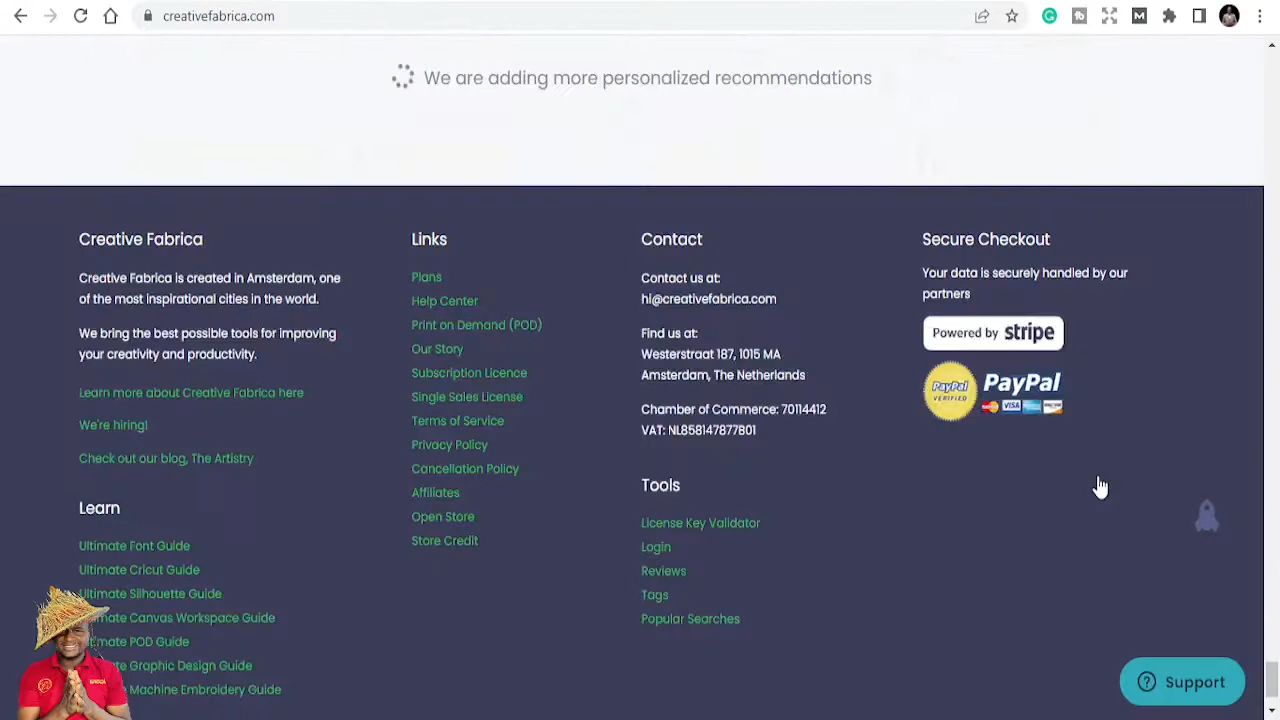 creativefabrica.com
We are adding more personalized recommendations
Creative Fabrica
Creative Fabrica is created in Amsterdam, one
of the most inspirational cities in the world.
We bring the best possible tools for improving
your creativity and productivity.
Learn more about Creative Fabrica here
We're hiring!
Check out our blog, The Artistry
Learn
Ultimate Font Guide
Ultimate Cricut Guide
Ultimate Silhouette Guide
mate Canvas Workspace Guide
mate POD Guide
Graphic Design Guide
Machine Embroidery Guide
Links
Plans
Help Center
Print on Demand (POD)
Our Story
Subscription Licence
Single Sales License
Terms of Service
Privacy Policy
Cancellation Policy
Affiliates
Open Store
Store Credit
Contact
Contact us at:
hi@creativefabrica.com
Find us at:
Westerstraat 187, 1015 MA
Amsterdam, The Netherlands
Chamber of Commerce: 70114412
VAT: NL858147877B01
Tools
License Key Validator
Login
Reviews
Tags
Popular Searches
Secure Checkout
Your data is securely handled by our
partners
Powered by stripe
PayPal
VERIFIED
PayPal
VISA
Support